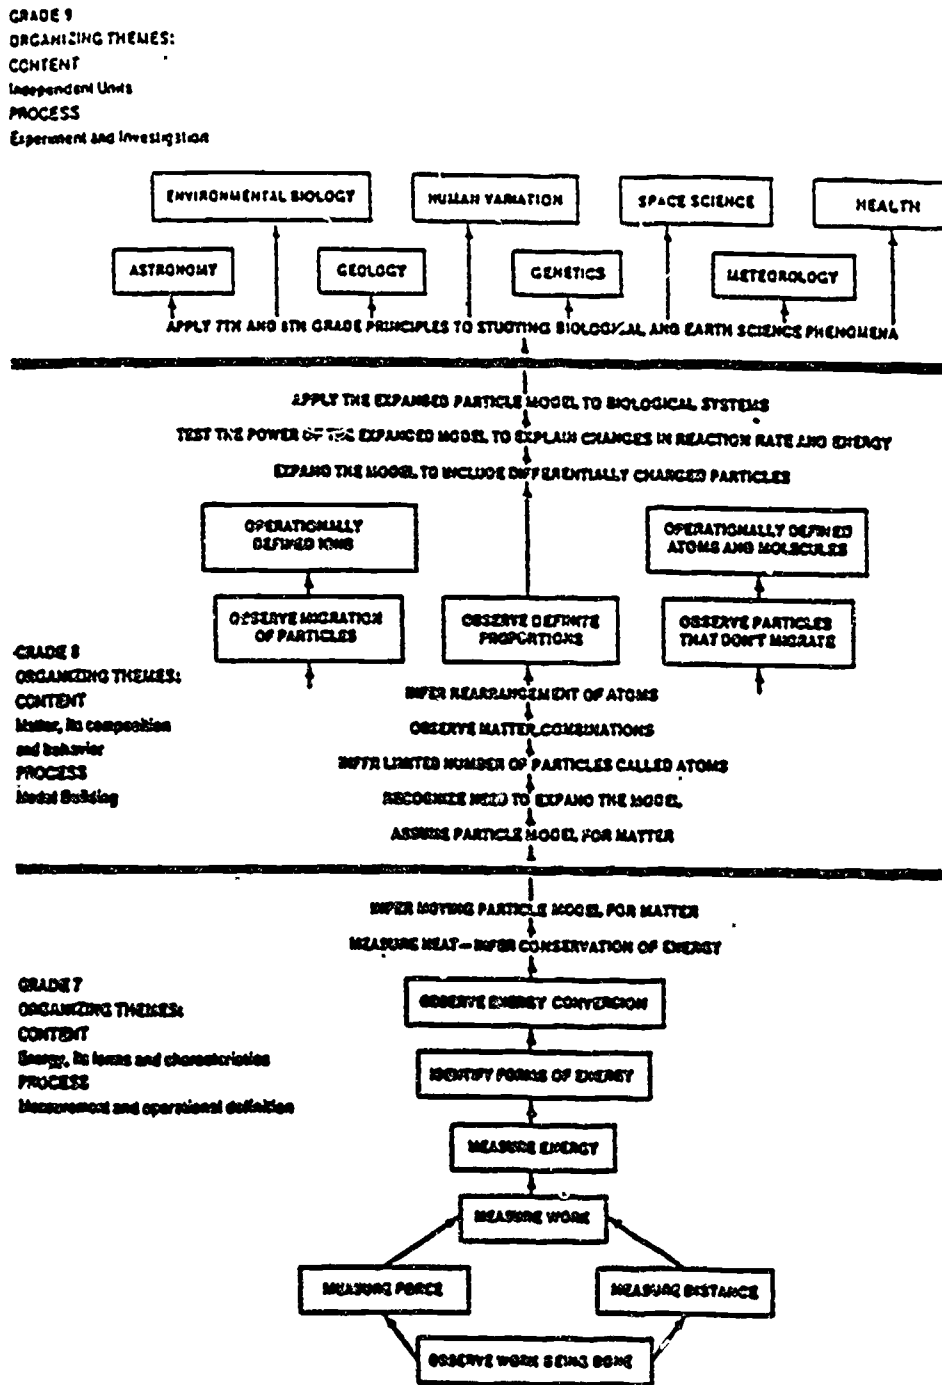 GRADE 9
ORGANIZING THEMES:
CONTENT
Independent Units
PROCESS
Experiment and Investigation
ENVIRONMENTAL BIOLOGY
HUMAN VARIATION
SPACE SCIENCE
HEALTH
ASTRONOMY
GEOLOGY
GENETICS
METEOROLOGY
APPLY 7TH AND 8TH GRADE PRINCIPLES TO STUDYING BIOLOGICAL AND EARTH SCIENCE PHENOMENA
APPLY THE EXPANDED PARTICLE MODEL TO BIOLOGICAL SYSTEMS
TEST THE POWER OF THE EXPANDED MODEL TO EXPLAIN CHANGES IN REACTION RATE AND ENERGY
EXPAND THE MODEL TO INCLUDE DIFFERENTIALLY CHARGED PARTICLES
OPERATIONALLY
DEFINED IONS
OPERATIONALLY DEFINED
ATOMS AND MOLECULES
OBSERVE MIGRATION
OF PARTICLES
OBSERVE DEFINITE
PROPORTIONS
OBSERVE PARTICLES
THAT DON'T MIGRATE
GRADE 8
ORGANIZING THEMES:
CONTENT
Matter, its composition
and behavior
PROCESS
Model Building
INFER REARRANGEMENT OF ATOMS
OBSERVE MATTER COMBINATIONS
INFER LIMITED NUMBER OF PARTICLES CALLED ATOMS
RECOGNIZE NEED TO EXPAND THE MODEL
ASSUME PARTICLE MODEL FOR MATTER
INFER MOVING PARTICLE MODEL FOR MATTER
MEASURE HEAT - INFER CONSERVATION OF ENERGY
GRADE 7
ORGANIZING THEMES:
CONTENT
Energy, its forms and characteristics
PROCESS
Measurement and operational definition
OBSERVE ENERGY CONVERSION
IDENTIFY FORMS OF ENERGY
MEASURE ENERGY
MEASURE WORK
MEASURE FORCE
MEASURE DISTANCE
OBSERVE WORK BEING DONE